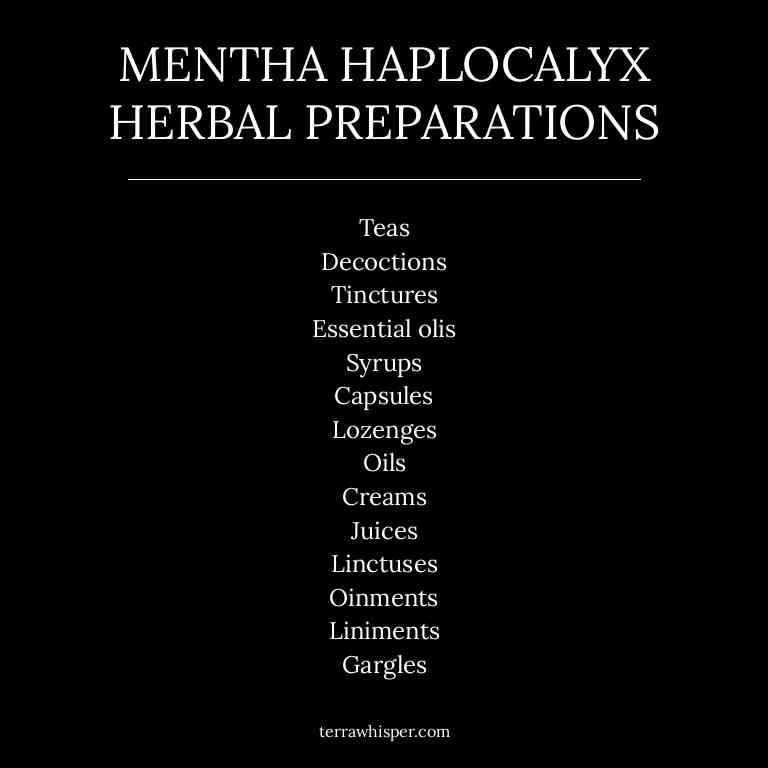 MENTHA HAPLOCALYX
HERBAL PREPARATIONS
Teas
Decoctions
Tinctures
Essential olis
Syrups
Capsules
Lozenges
Oils
Creams
Juices
Linctuses
Oinments
Liniments
Gargles
terrawhisper.com